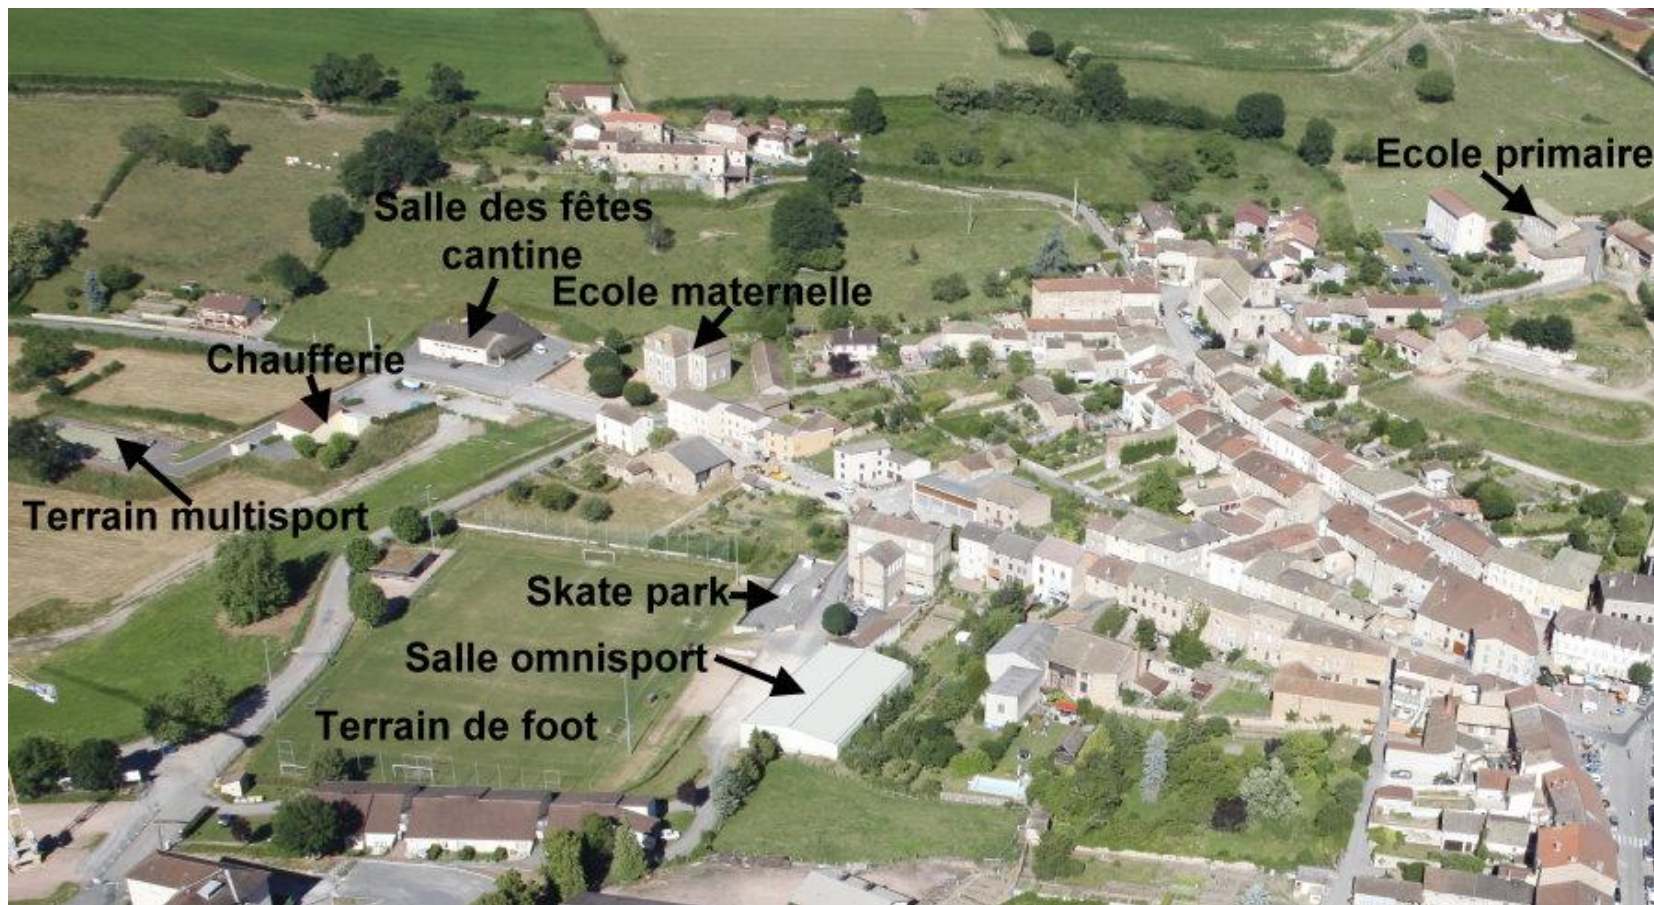 Ecole primaire
Salle des fêtes
cantine
Ecole maternelle
Chaufferie
Terrain multisport
Skate park
Salle omnisport
Terrain de foot